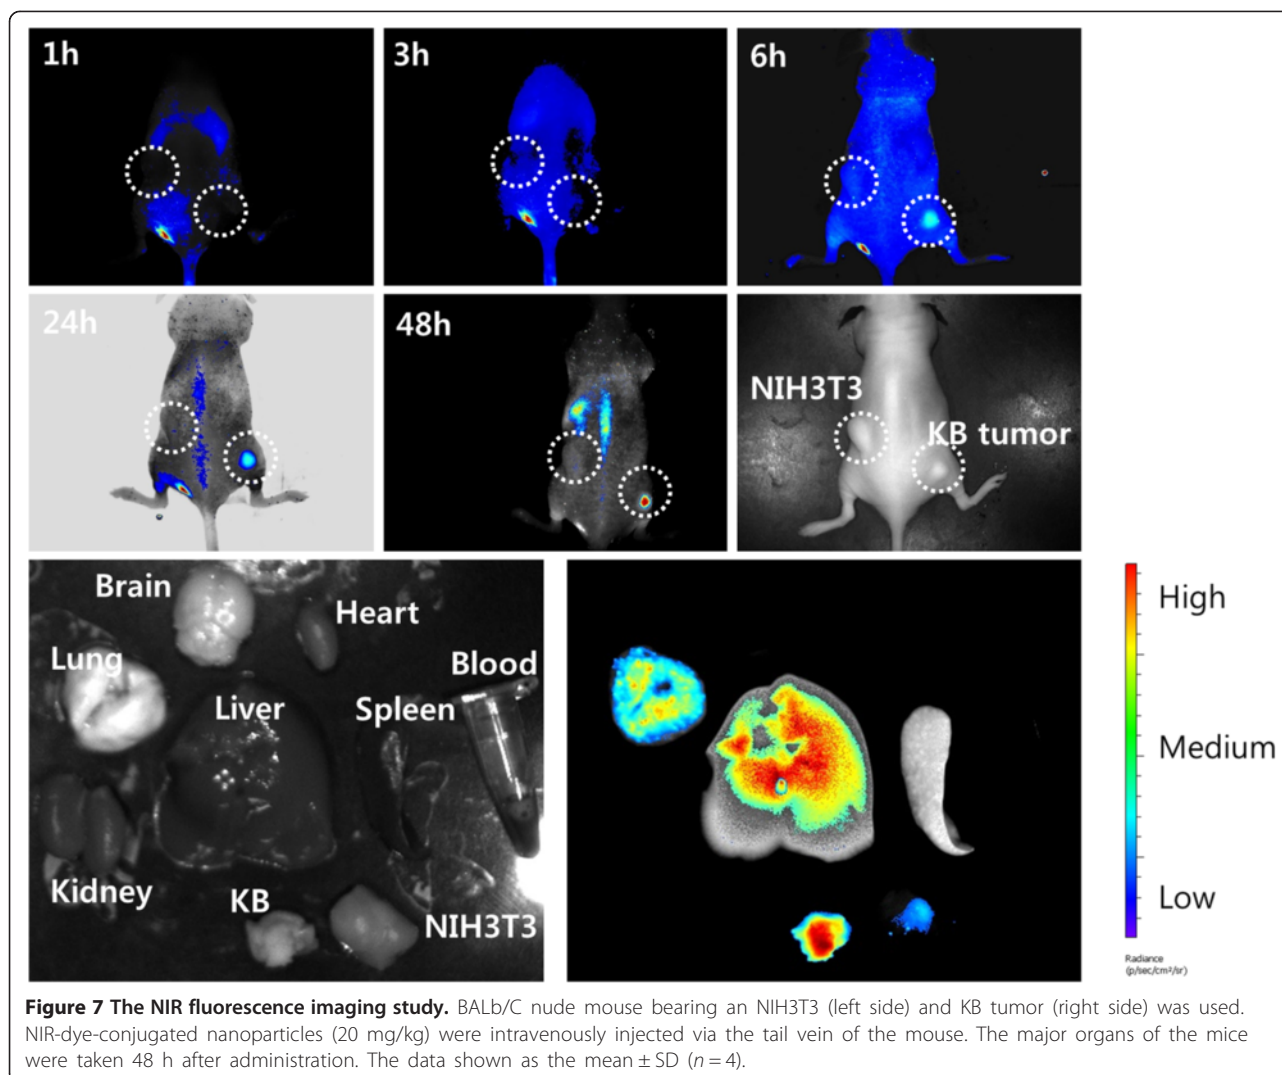 1h
3h
6h
24h
48h
NIH3T3
KB tumor
Brain
Heart
Lung
Blood
Liver
Spleen
Kidney
KB
NIH3T3
High
Medium
Low
Radiance
(p/sec/cm²/sr)
Figure 7 The NIR fluorescence imaging study. BALb/C nude mouse bearing an NIH3T3 (left side) and KB tumor (right side) was used.
NIR-dye-conjugated nanoparticles (20 mg/kg) were intravenously injected via the tail vein of the mouse. The major organs of the mice
were taken 48 h after administration. The data shown as the mean ± SD (n = 4).